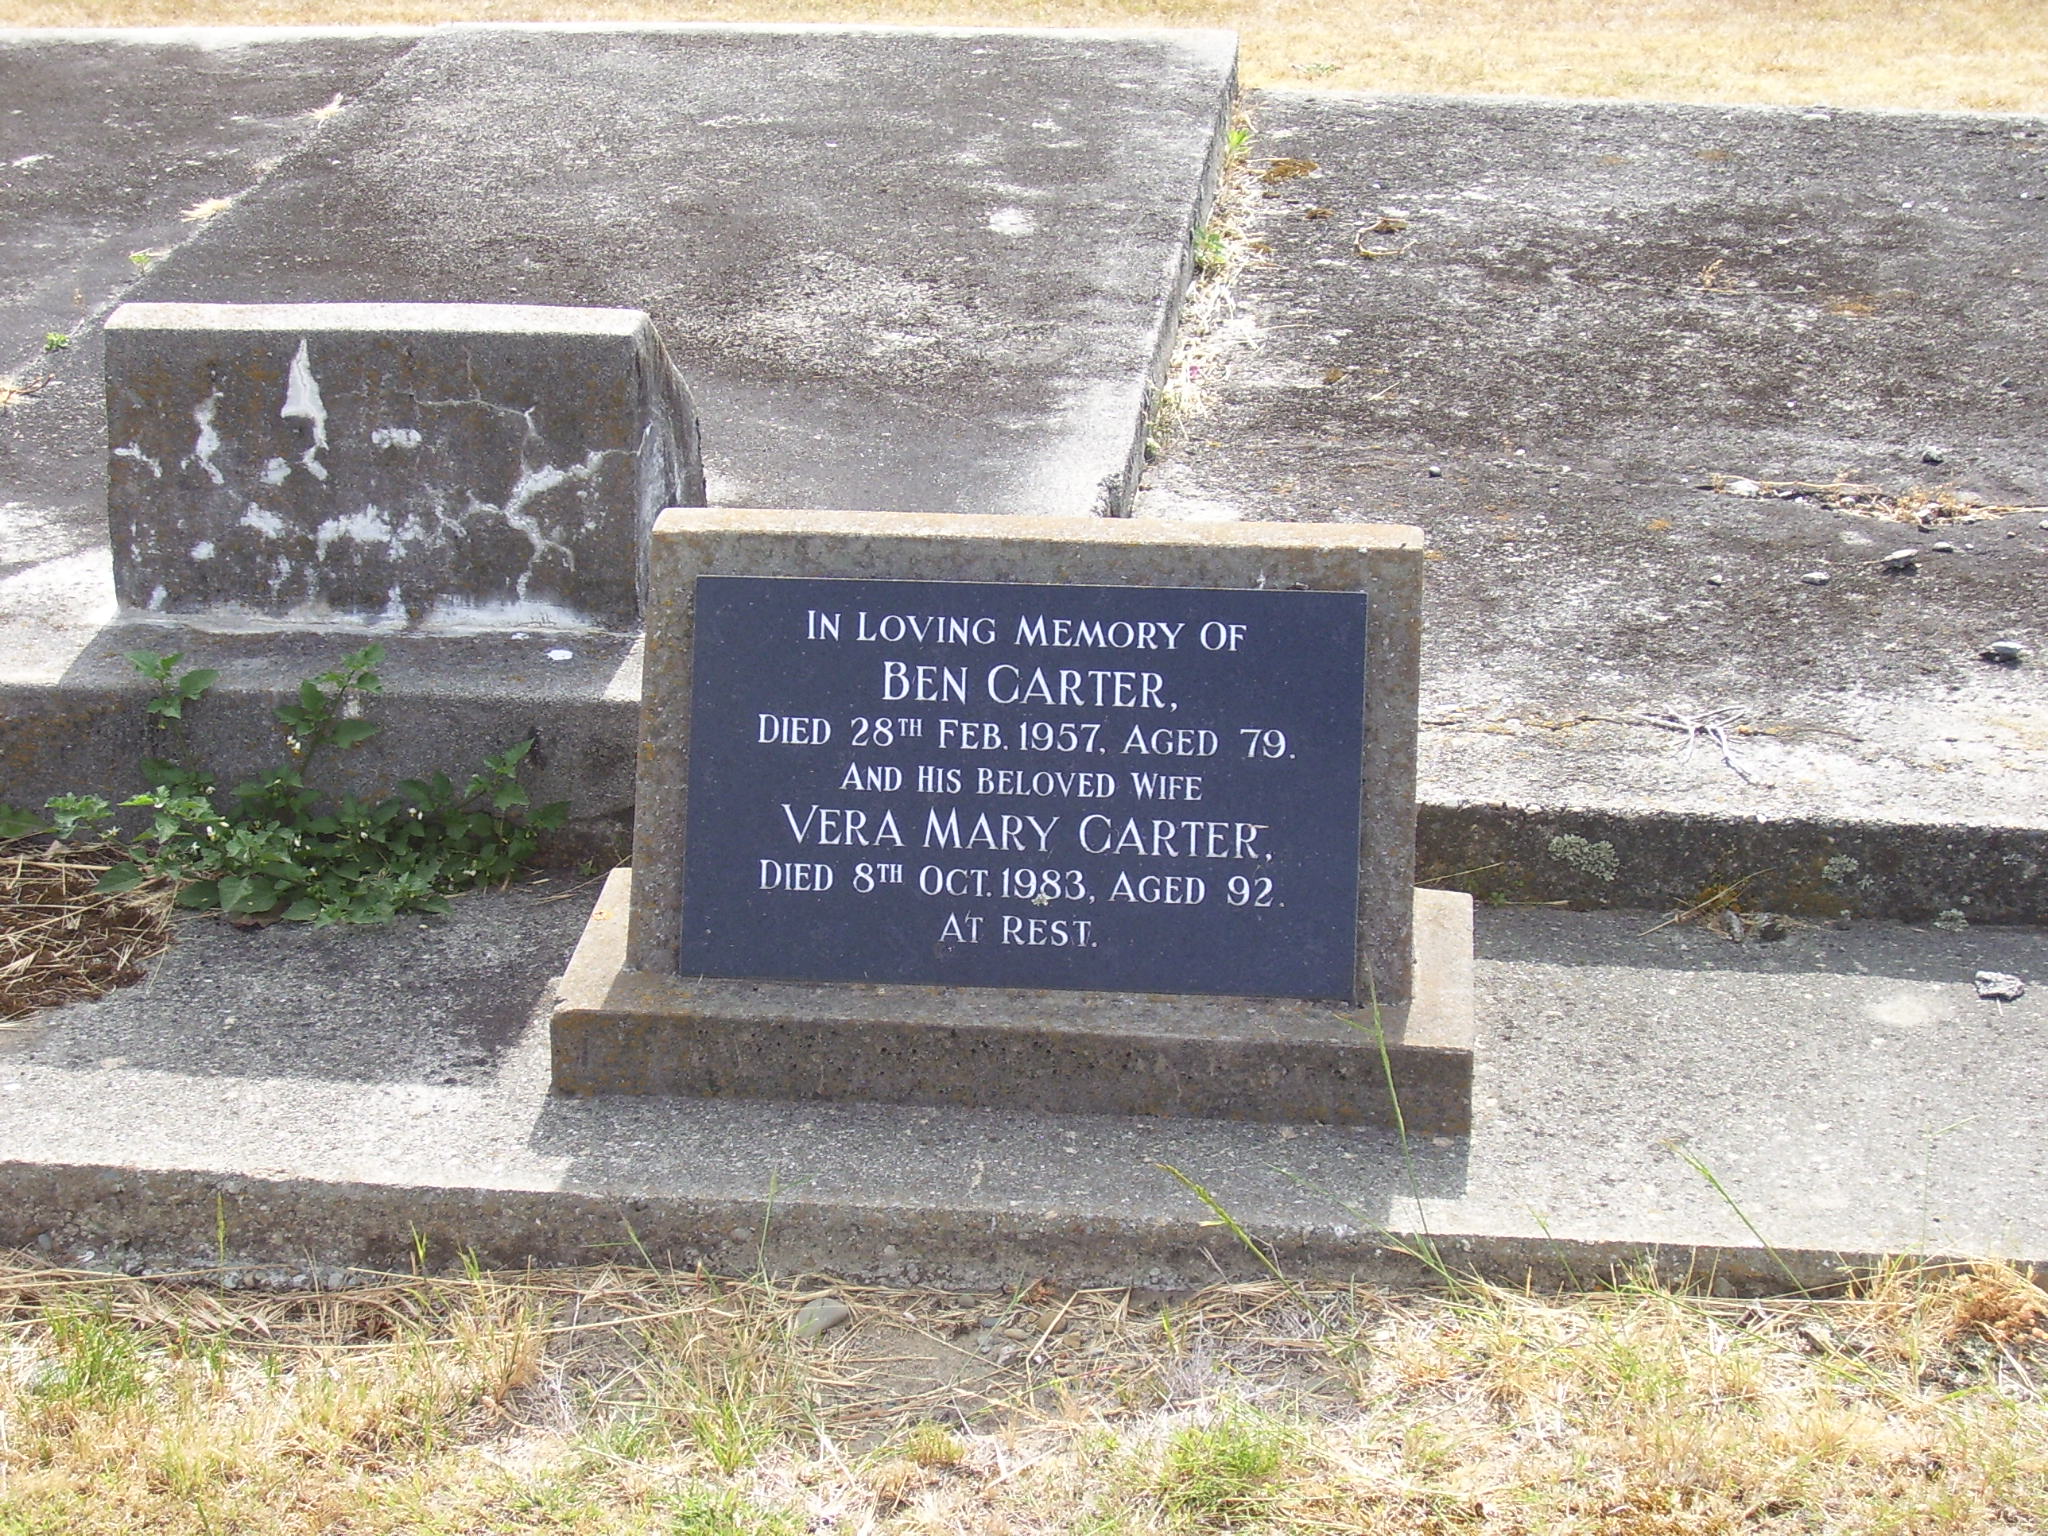 IN LOVING MEMORY OF
BEN CARTER,
DIED 28TH FEB. 1957, AGED 79.
AND HIS BELOVED WIFE
VERA MARY CARTER,
DIED 8TH OCT. 1983, AGED 92.
AT REST.